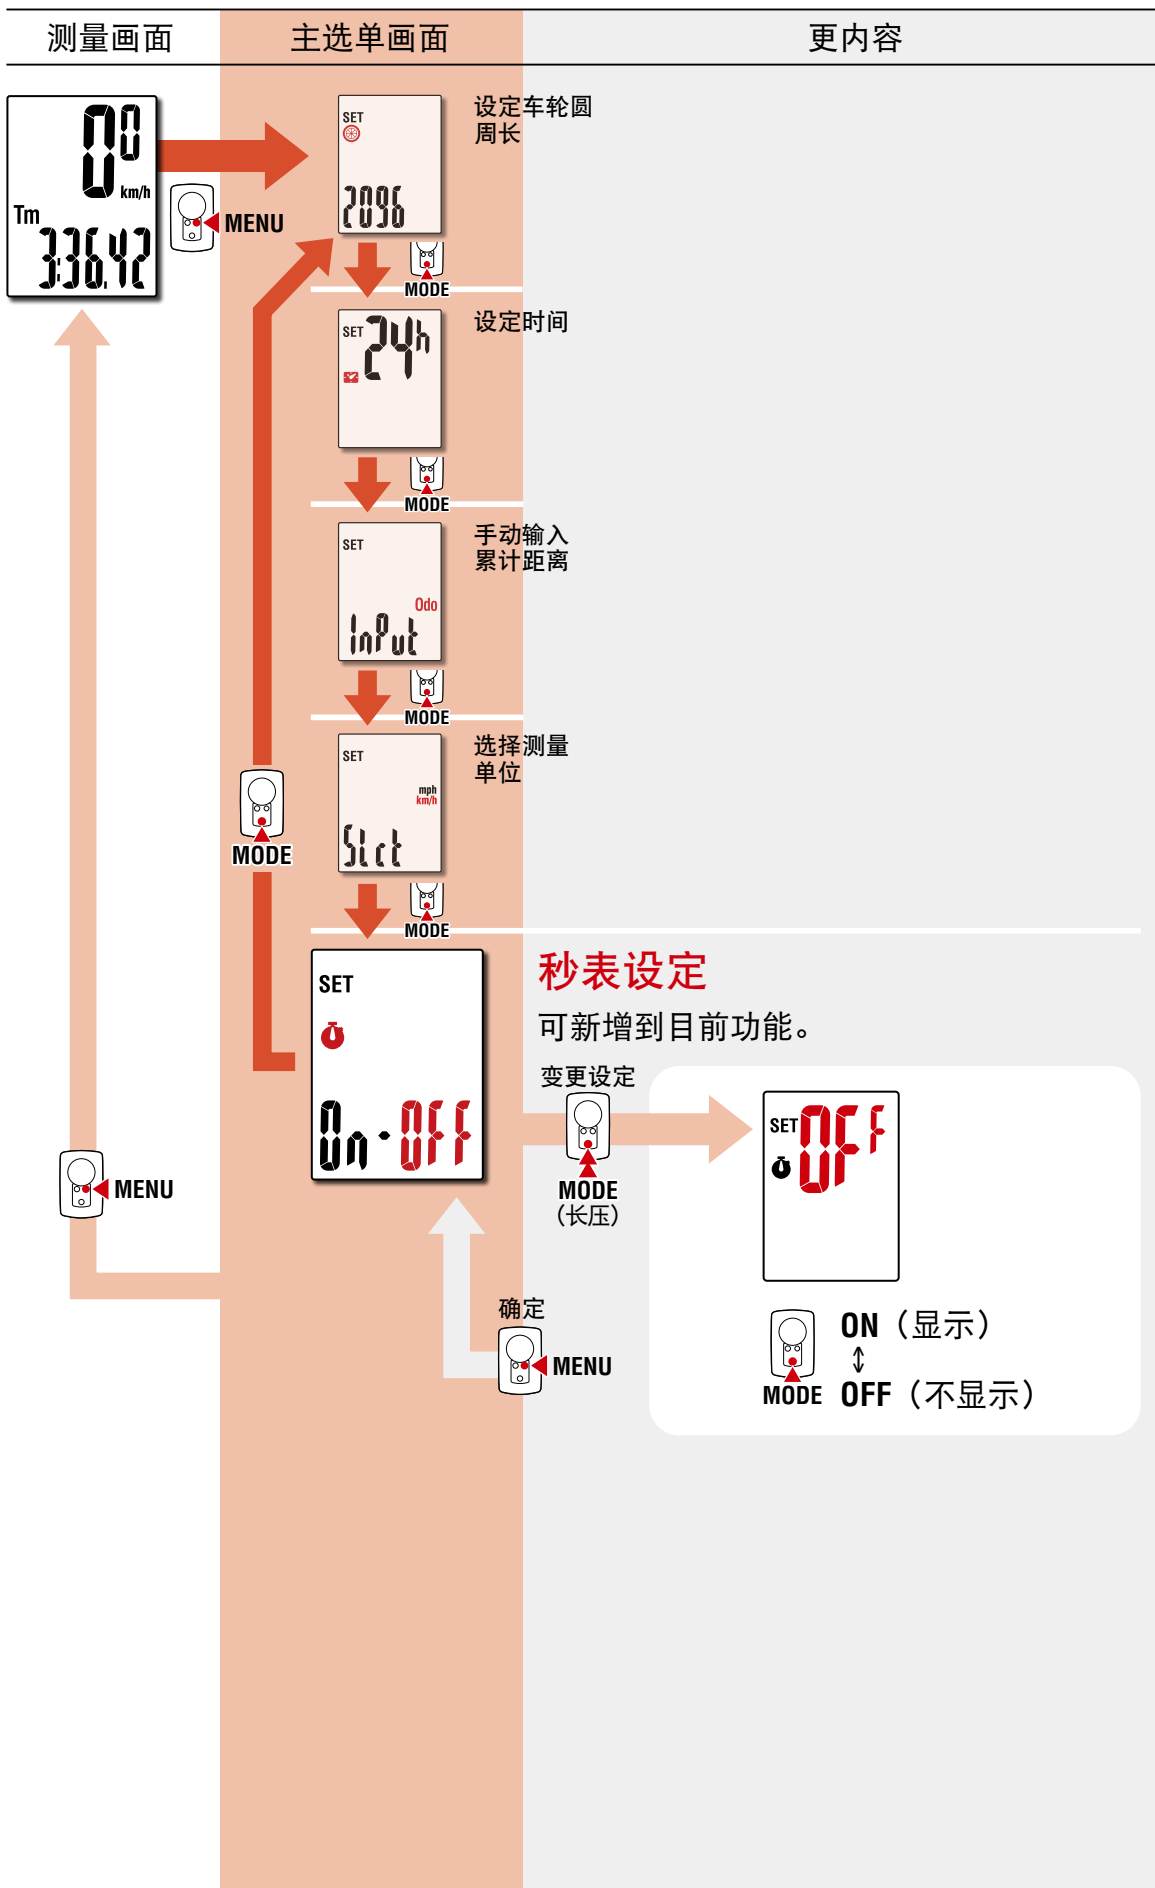 测量画面
主选单画面
更内容
0 0
km/h
Tm
3:36.42
MENU
SET
2096
设定车轮圆
周长
MODE
SET
24h
设定时间
MODE
SET
Odo
InPut
手动输入
累计距离
MODE
SET
mph
km/h
Slct
选择测量
单位
MODE
MODE
SET
On-OFF
秒表设定
可新增到目前功能。
变更设定
MODE
（长压）
SET
OFF
MENU
确定
MENU
ON（显示）
MODE
OFF（不显示）